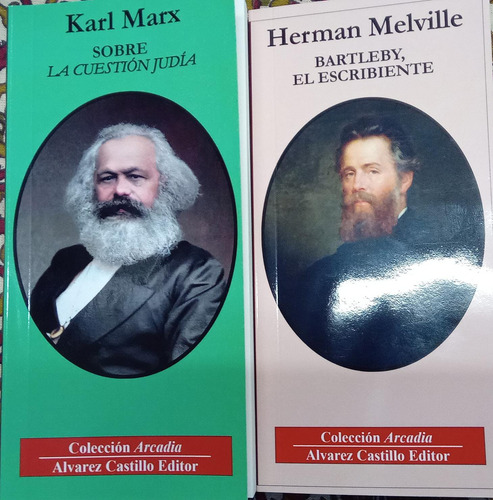 Karl Marx
SOBRE
LA CUESTIÓN JUDÍA
Colección Arcadia
Alvarez Castillo Editor
Herman Melville
BARTLEBY,
EL ESCRIBIENTE
Colección Arcadia
Alvarez Castillo Editor